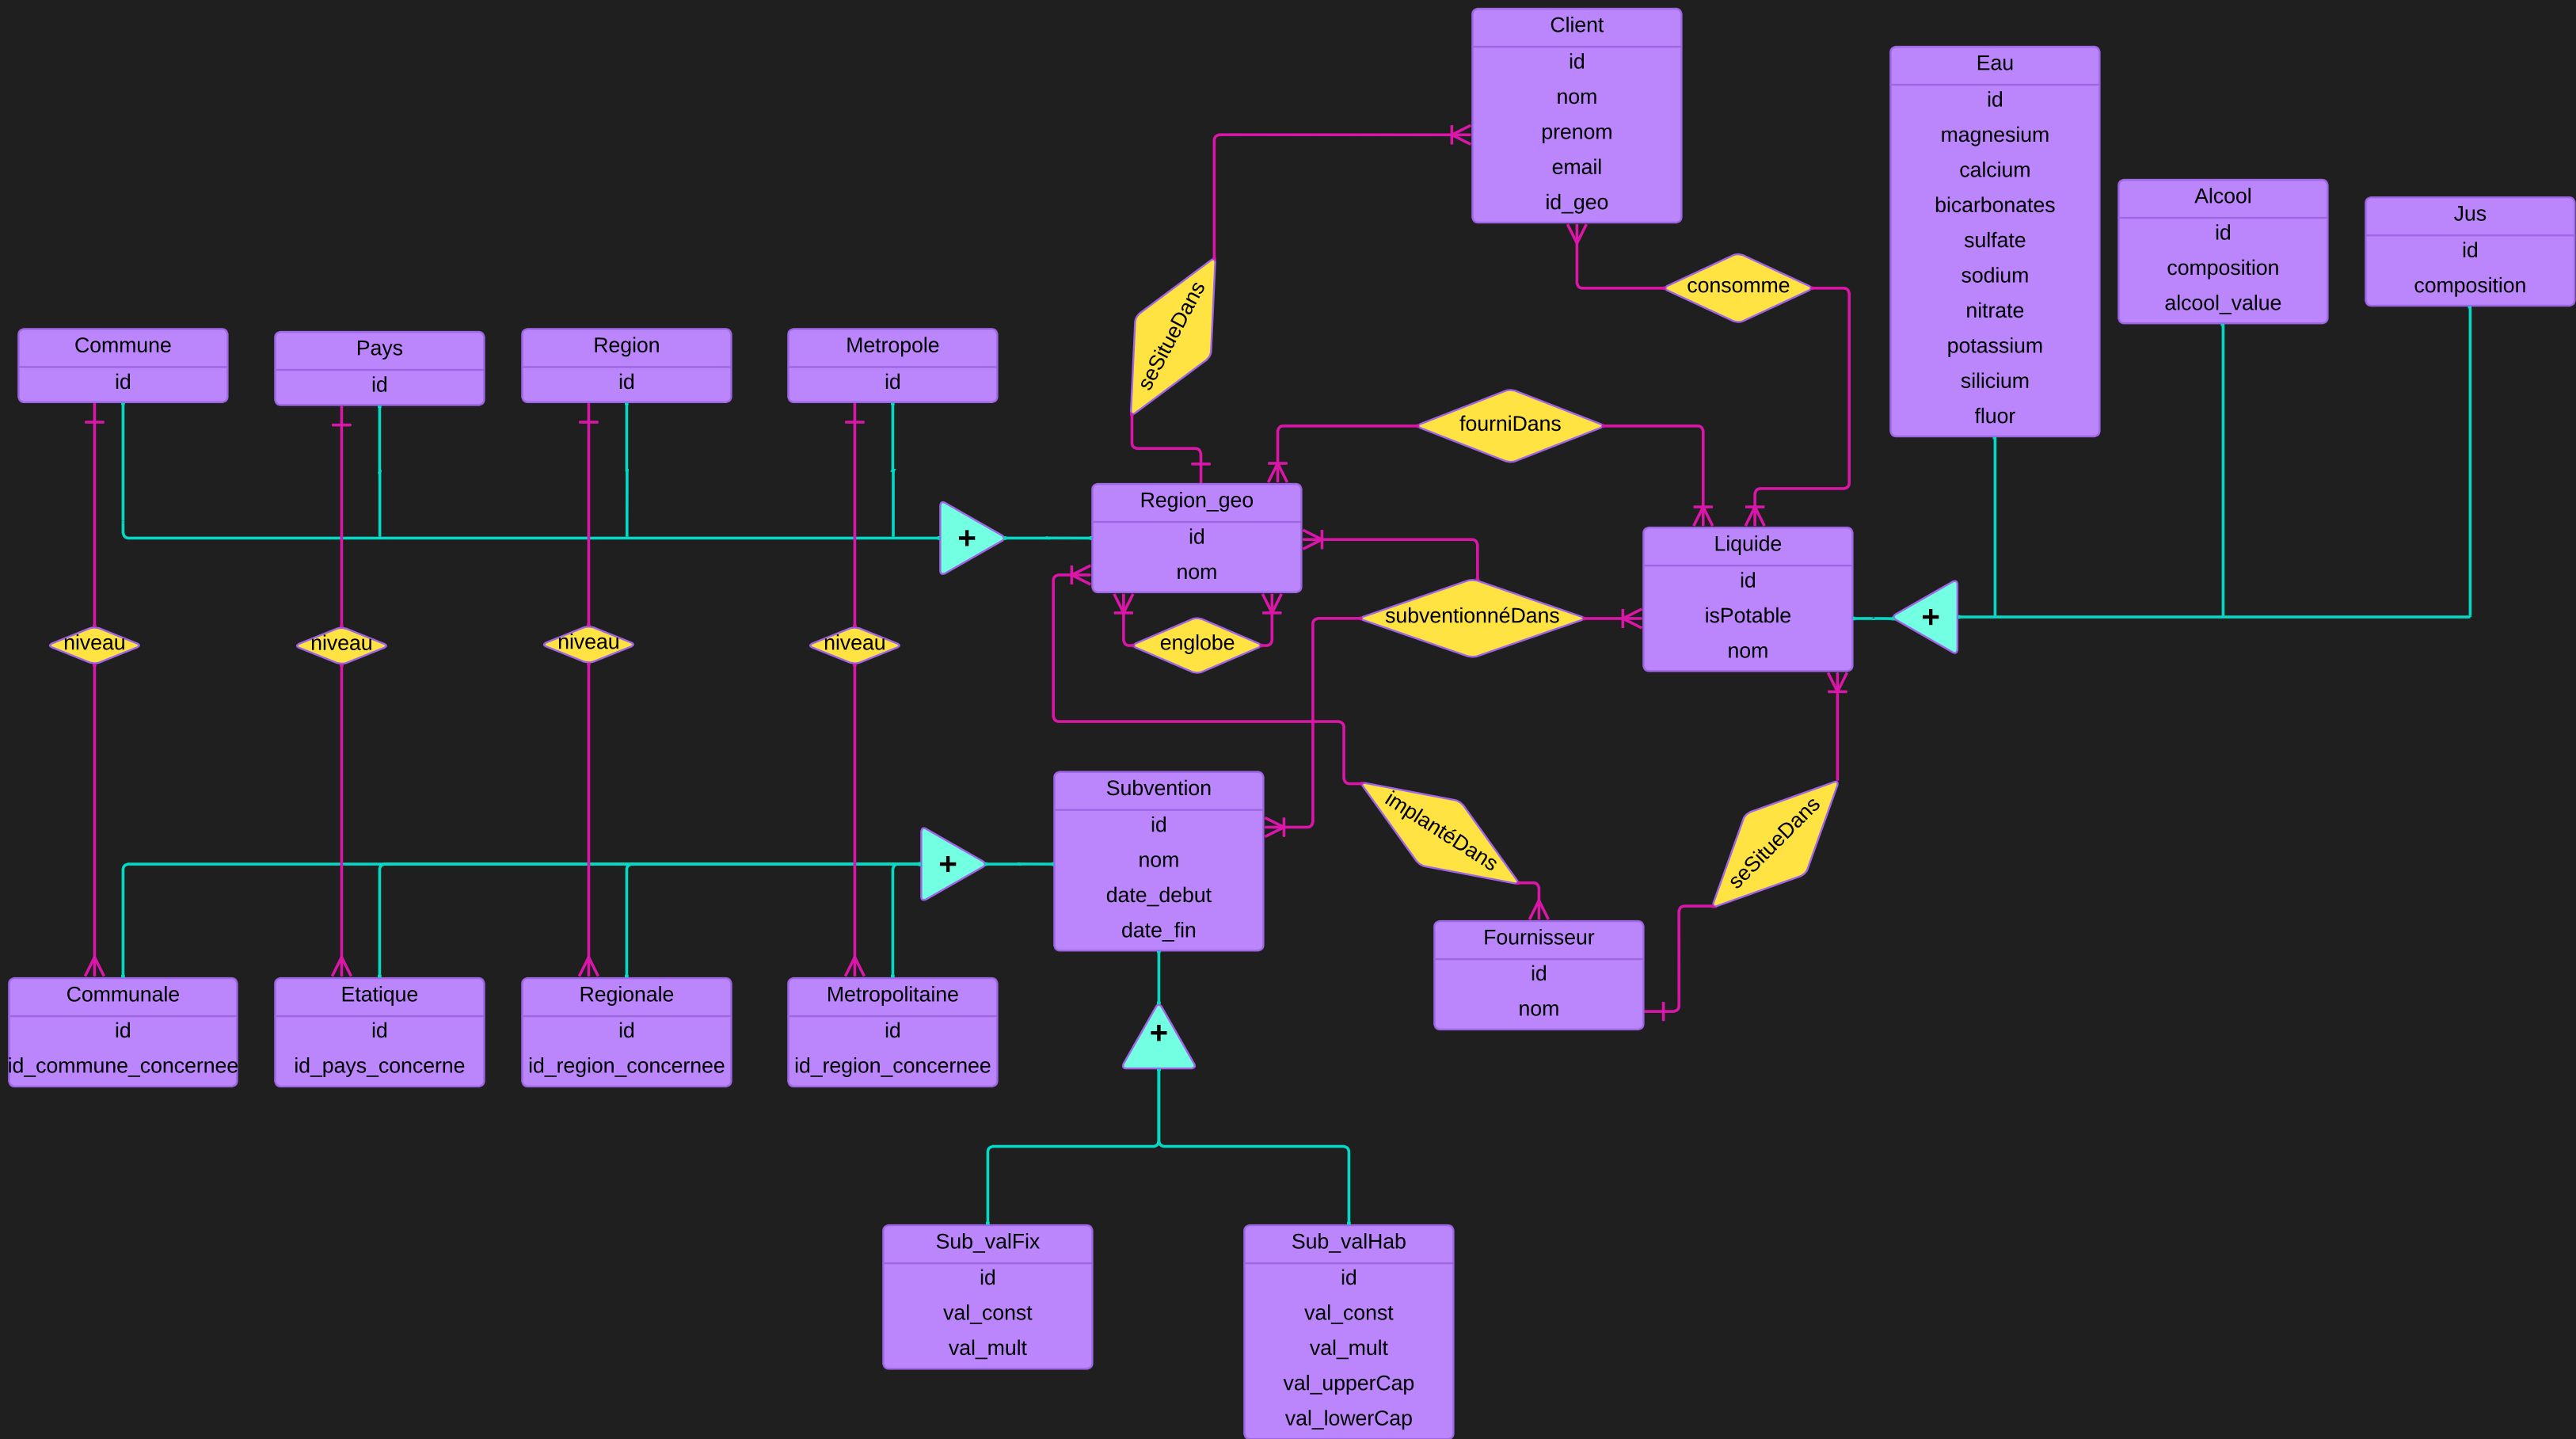 Client
id
nom
prenom
email
id_geo
Eau
id
magnesium
calcium
bicarbonates
sulfate
sodium
nitrate
potassium
silicium
fluor
Alcool
id
composition
alcool_value
Jus
id
composition
seSitueDans
consomme
Commune
id
Pays
id
Region
id
Metropole
id
fourniDans
+
Region_geo
id
nom
Liquide
id
isPotable
nom
+
subventionnéDans
englobe
niveau
niveau
niveau
niveau
Subvention
id
nom
date_debut
date_fin
+
implantéDans
seSitueDans
Fournisseur
id
nom
Communale
id
id_commune_concernee
Etatique
id
id_pays_concerne
Regionale
id
id_region_concernee
Metropolitaine
id
id_region_concernee
+
Sub_valFix
id
val_const
val_mult
Sub_valHab
id
val_const
val_mult
val_upperCap
val_lowerCap